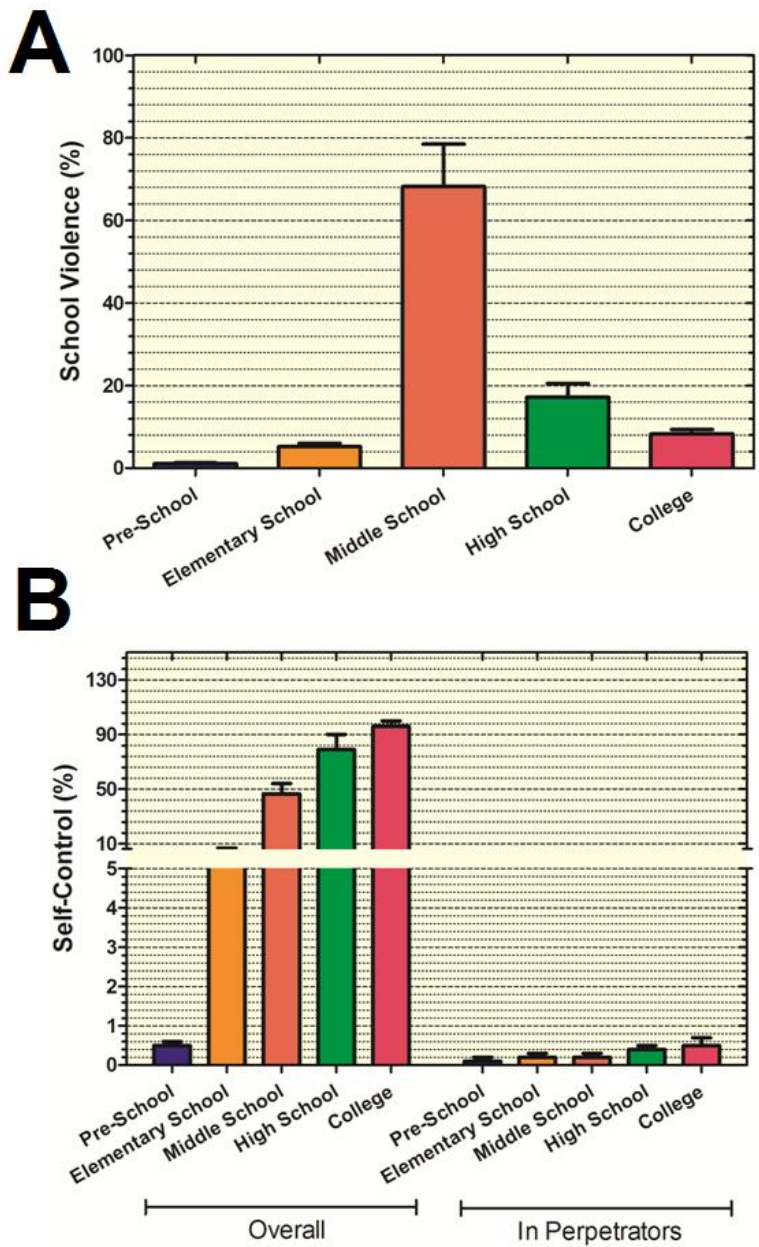 A
School Violence (%)
100
80
60
40
20
0
Pre-School
Elementary School
Middle School
High School
College
B
Self-Control (%)
130
90
50
10
5
4
3
2
1
0
Pre-School
Elementary School
Middle School
High School
College
Pre-School
Elementary School
Middle School
High School
College
Overall
In Perpetrators